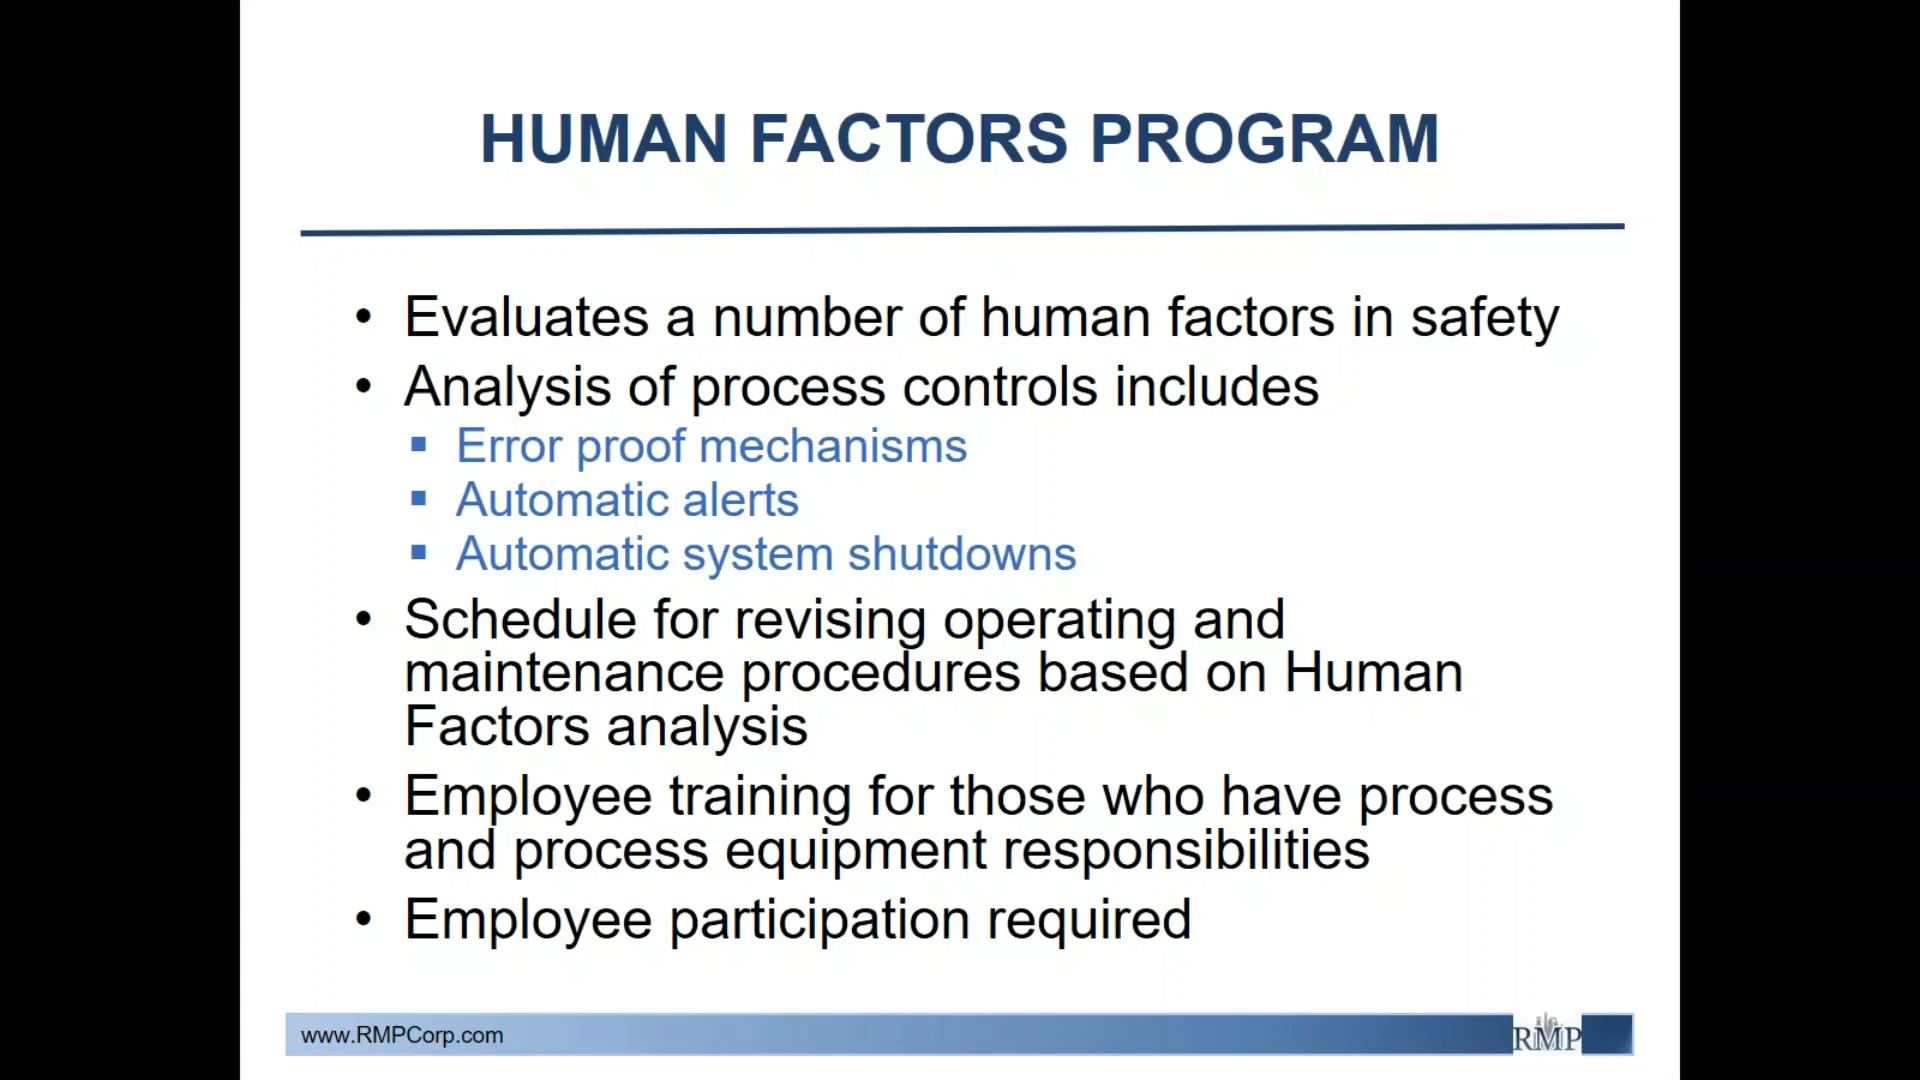 HUMAN FACTORS PROGRAM
• Evaluates a number of human factors in safety
• Analysis of process controls includes
▪ Error proof mechanisms
▪ Automatic alerts
▪ Automatic system shutdowns
• Schedule for revising operating and
maintenance procedures based on Human
Factors analysis
• Employee training for those who have process
and process equipment responsibilities
• Employee participation required
www.RMPCorp.com
RMP